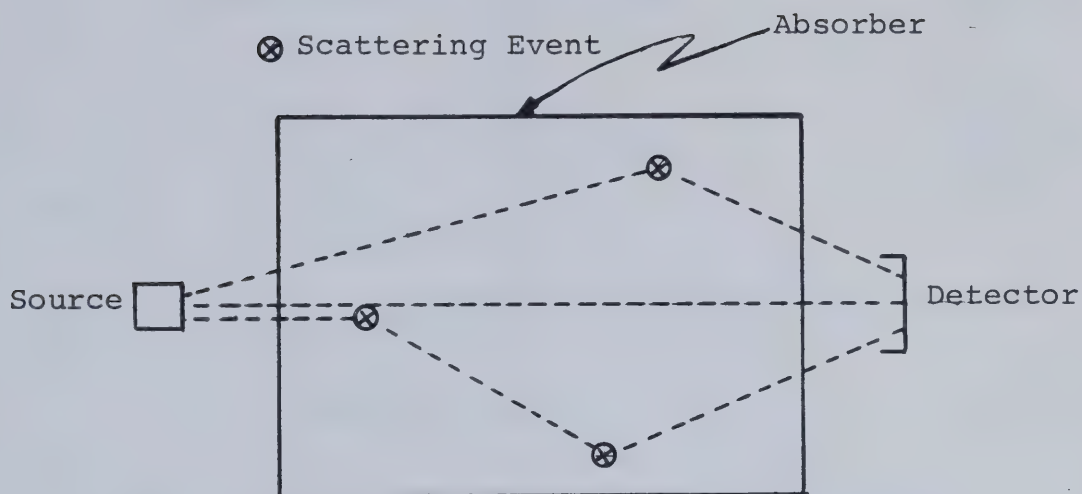 Absorber
⊗ Scattering Event
Source
Detector